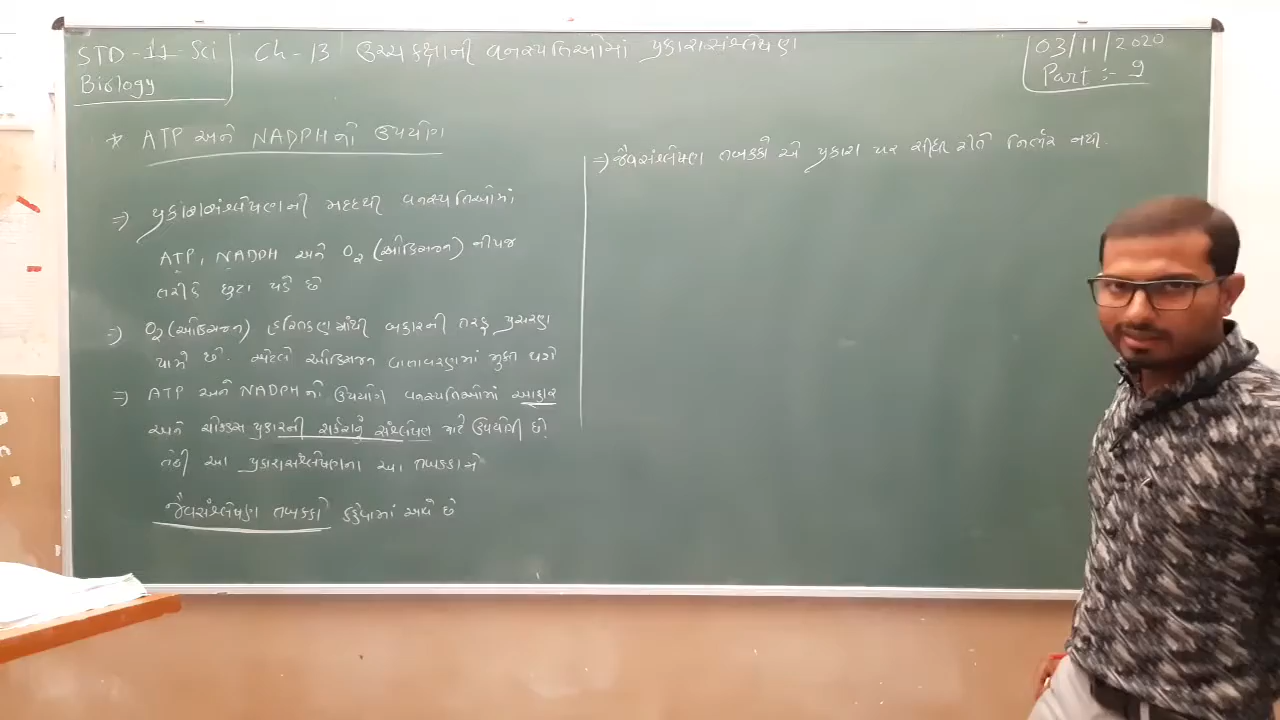 STD - 11 - Sci
Biology
Ch - 13 ઉચ્ચ કક્ષાની વનસ્પતિઓમાં પ્રકાશસંશ્લેષણ
03/11/2020
Part :- 9
* ATP અને NADPH નો ઉપયોગ
⇒ પ્રકાશસંશ્લેષણની મદદથી વનસ્પતિઓમાં
ATP, NADPH અને O2 (ઓક્સિજન) નીપજ
તરીકે છુટા પડે છે
⇒ O2 (ઓક્સિજન) હરિતકણમાંથી બહારની તરફ પ્રસરણ
પામે છે. એટલે ઓક્સિજન વાતાવરણમાં મુક્ત થશે
⇒ ATP અને NADPH નો ઉપયોગ વનસ્પતિઓમાં આહાર
અને ચોક્કસ પ્રકારની શર્કરાનું સંશ્લેષણ માટે ઉપયોગી છે.
તેથી આ પ્રકાશસંશ્લેષણના આ તબક્કાને
જૈવસંશ્લેષણ તબક્કો કહેવામાં આવે છે
⇒ જૈવસંશ્લેષણ તબક્કો એ પ્રકાશ પર સીધી રીતે નિર્ભર નથી.